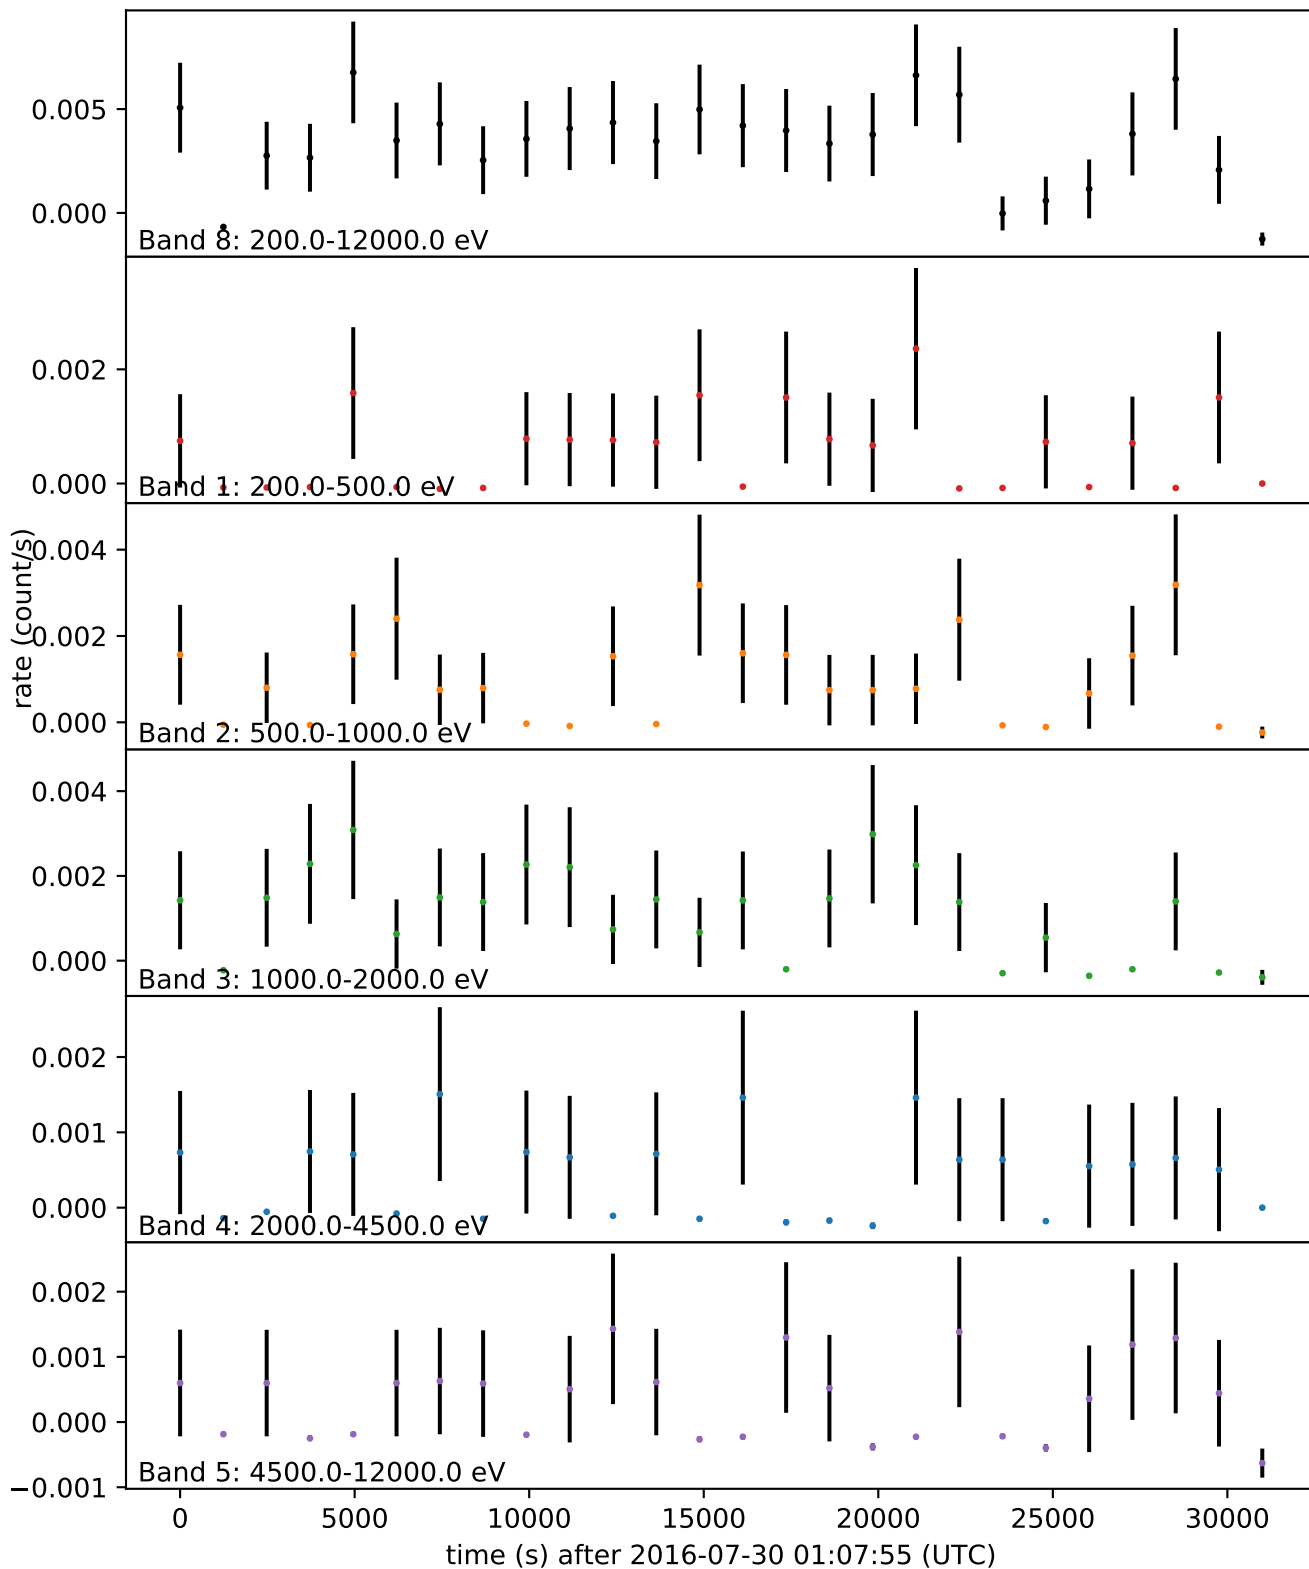 0.005
0.000
Band 8: 200.0-12000.0 eV
0.002
0.000
Band 1: 200.0-500.0 eV
rate (count/s)
0.004
0.002
0.000
Band 2: 500.0-1000.0 eV
0.004
0.002
0.000
Band 3: 1000.0-2000.0 eV
0.002
0.001
0.000
Band 4: 2000.0-4500.0 eV
0.002
0.001
0.000
−0.001
Band 5: 4500.0-12000.0 eV
0 5000 10000 15000 20000 25000 30000
time (s) after 2016-07-30 01:07:55 (UTC)